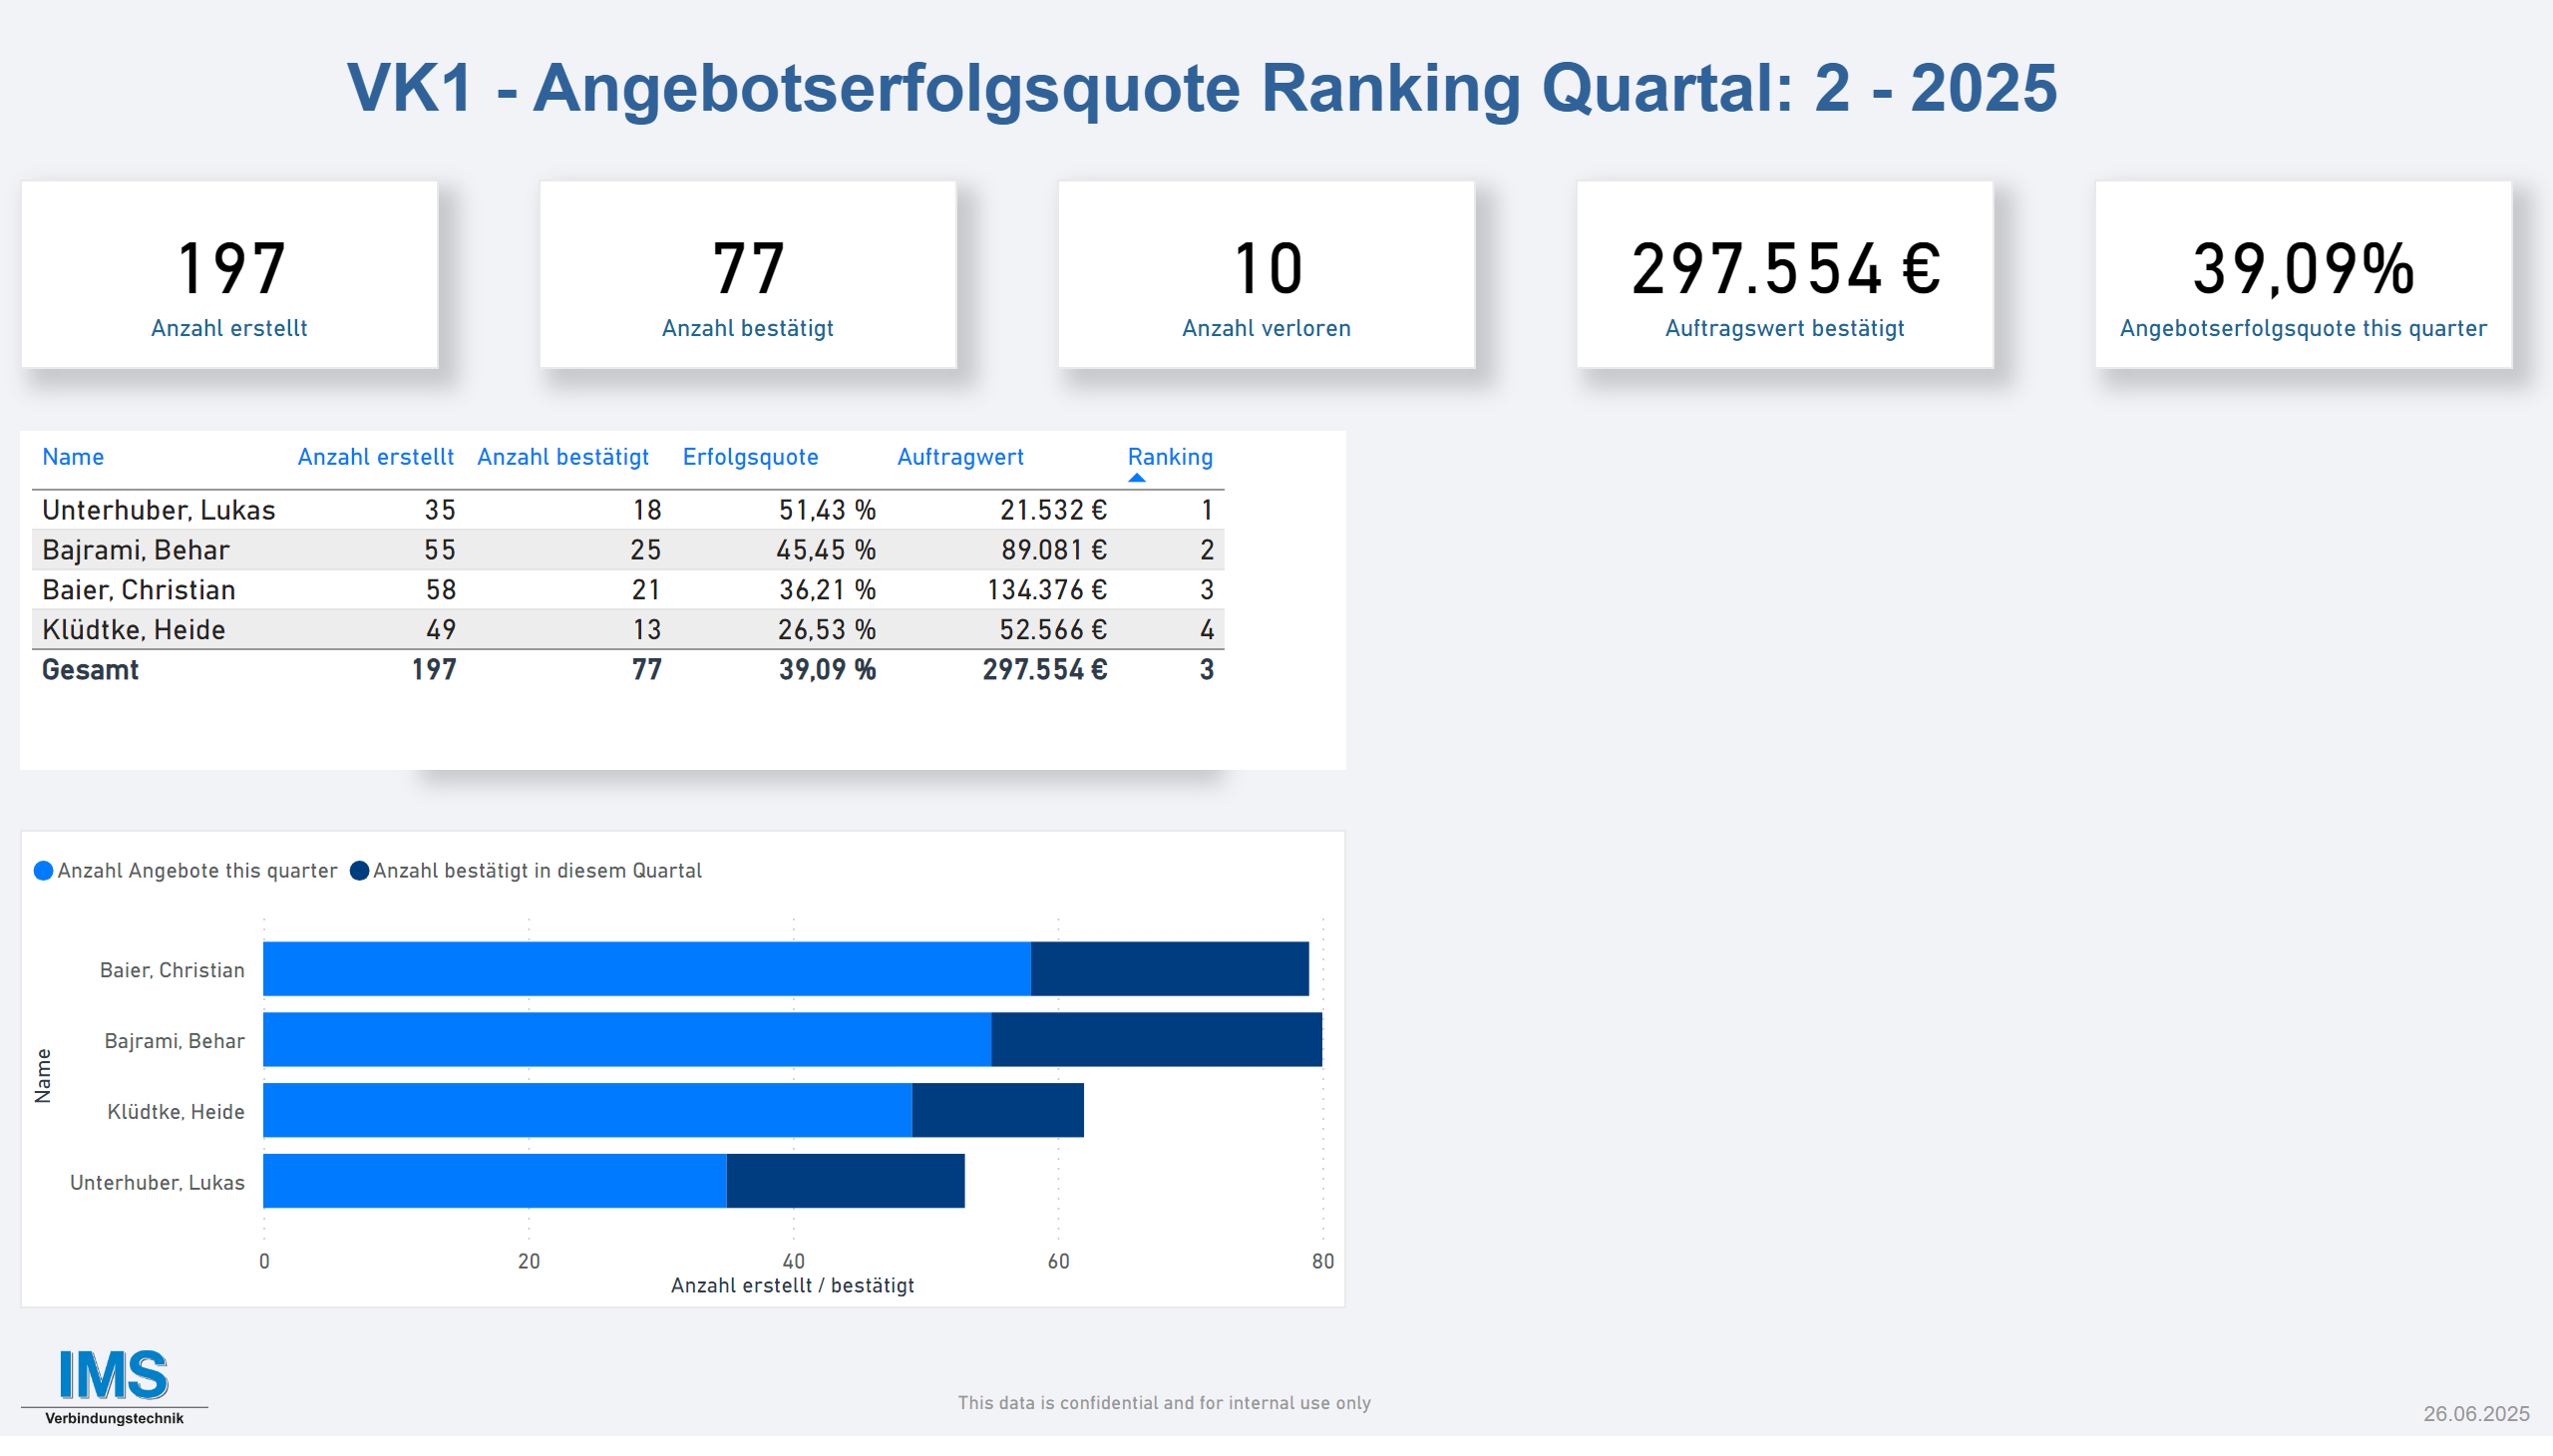 VK1 - Angebotserfolgsquote Ranking Quartal: 2 - 2025
197
Anzahl erstellt
77
Anzahl bestätigt
10
Anzahl verloren
297.554 €
Auftragswert bestätigt
39,09%
Angebotserfolgsquote this quarter
Name Anzahl erstellt Anzahl bestätigt Erfolgsquote Auftragwert Ranking
Unterhuber, Lukas 35 18 51,43 % 21.532 € 1
Bajrami, Behar 55 25 45,45 % 89.081 € 2
Baier, Christian 58 21 36,21 % 134.376 € 3
Klüdtke, Heide 49 13 26,53 % 52.566 € 4
Gesamt 197 77 39,09 % 297.554 € 3
Anzahl Angebote this quarter Anzahl bestätigt in diesem Quartal
Name
Baier, Christian
Bajrami, Behar
Klüdtke, Heide
Unterhuber, Lukas
0 20 40 60 80
Anzahl erstellt / bestätigt
IMS
Verbindungstechnik
This data is confidential and for internal use only
26.06.2025